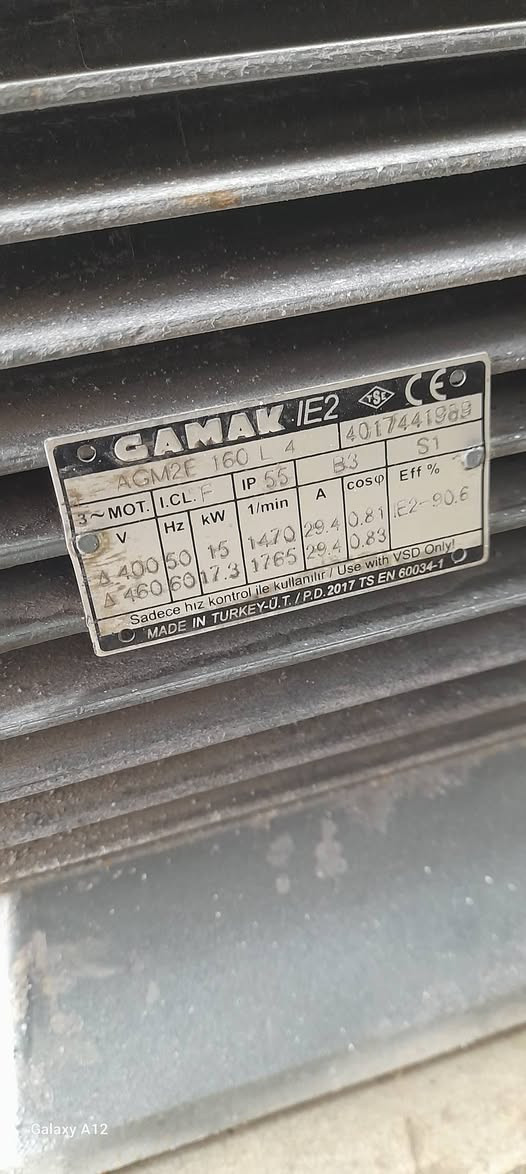 GAMAK IE2 TSE CE
AGM2E 160 L 4 4017441989
3~MOT. I.CL. F IP 55 B3 S1
V Hz kW 1/min A cosφ Eff %
Δ 400 50 15 1470 29.4 0.81 IE2-90.6
Δ 460 60 17.3 1765 29.4 0.83
Sadece hız kontrol ile kullanılır / Use with VSD Only!
MADE IN TURKEY-Ü.T. / P.D. 2017 TS EN 60034-1
Galaxy A12